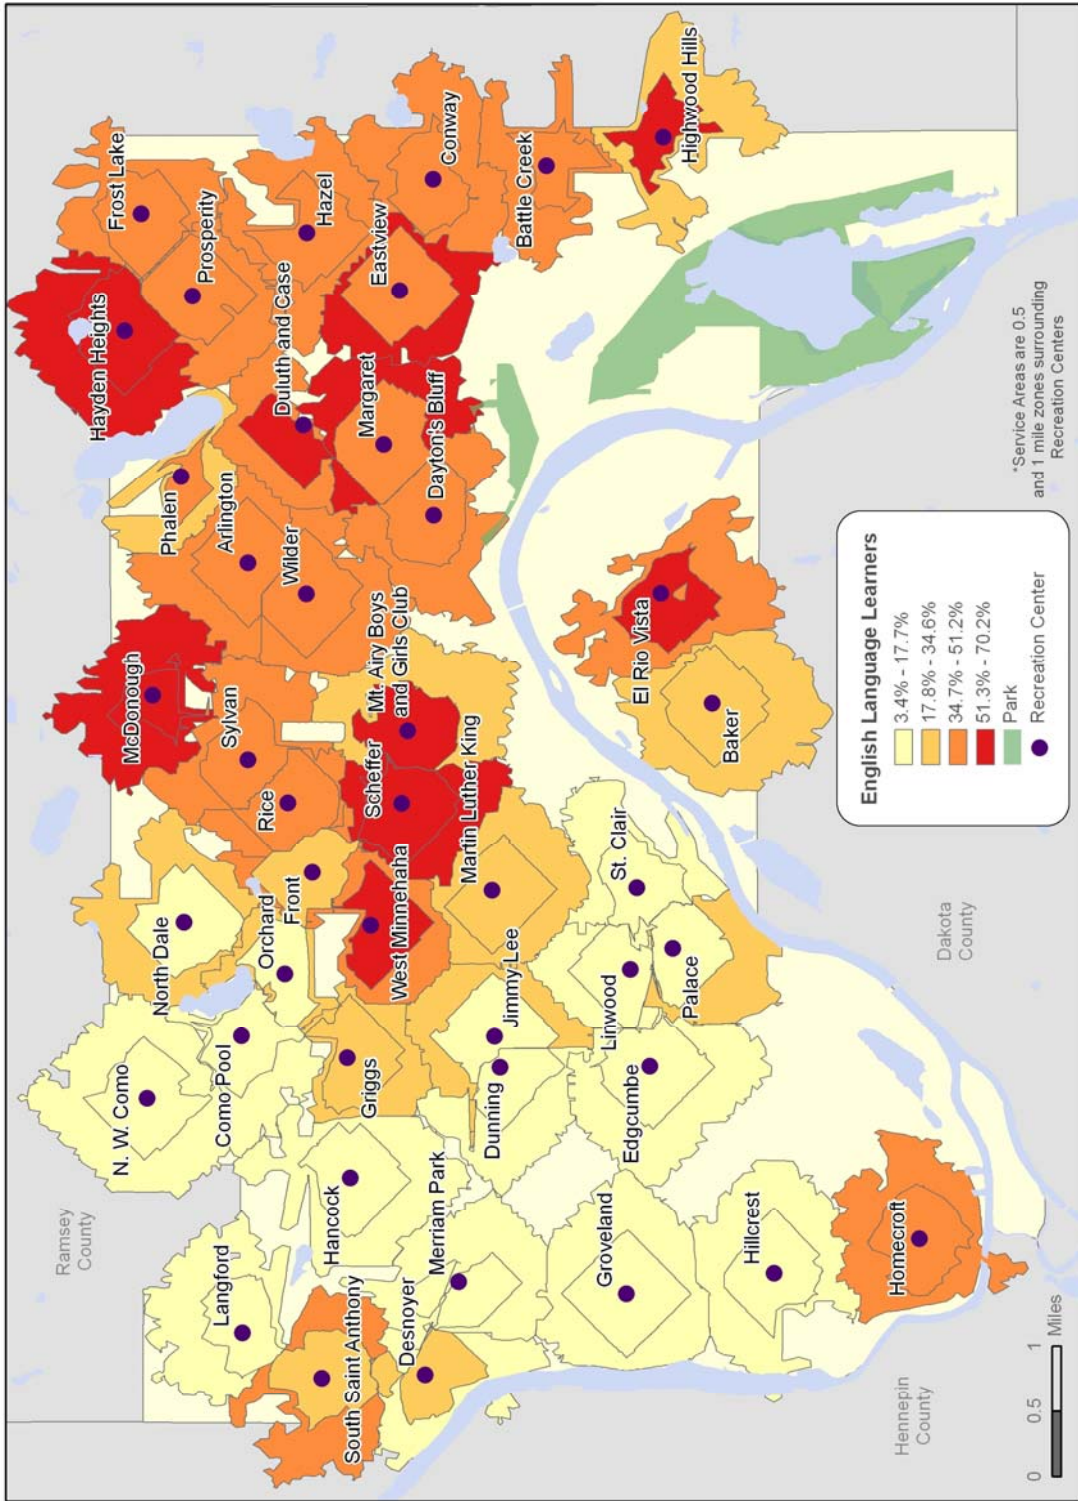 Ramsey
County
N. W. Como
North Dale
McDonough
Hayden Heights
Frost Lake
Langford
Como Pool
Orchard
Sylvan
Phalen
Arlington
Prosperity
South Saint Anthony
Hancock
Front
Rice
Wilder
Duluth and Case
Hazel
Griggs
West Minnehaha
Scheffer
Mt. Airy Boys
and Girls Club
Margaret
Eastview
Desnoyer
Merriam Park
Martin Luther King
Dayton's Bluff
Conway
Dunning
Jimmy Lee
Battle Creek
Groveland
Edgcumbe
Linwood
St. Clair
El Rio Vista
Highwood Hills
Palace
Baker
Hillcrest
Homecroft
Hennepin
County
Dakota
County
English Language Learners
3.4% - 17.7%
17.8% - 34.6%
34.7% - 51.2%
51.3% - 70.2%
Park
Recreation Center
*Service Areas are 0.5
and 1 mile zones surrounding
Recreation Centers
0 0.5 1
Miles